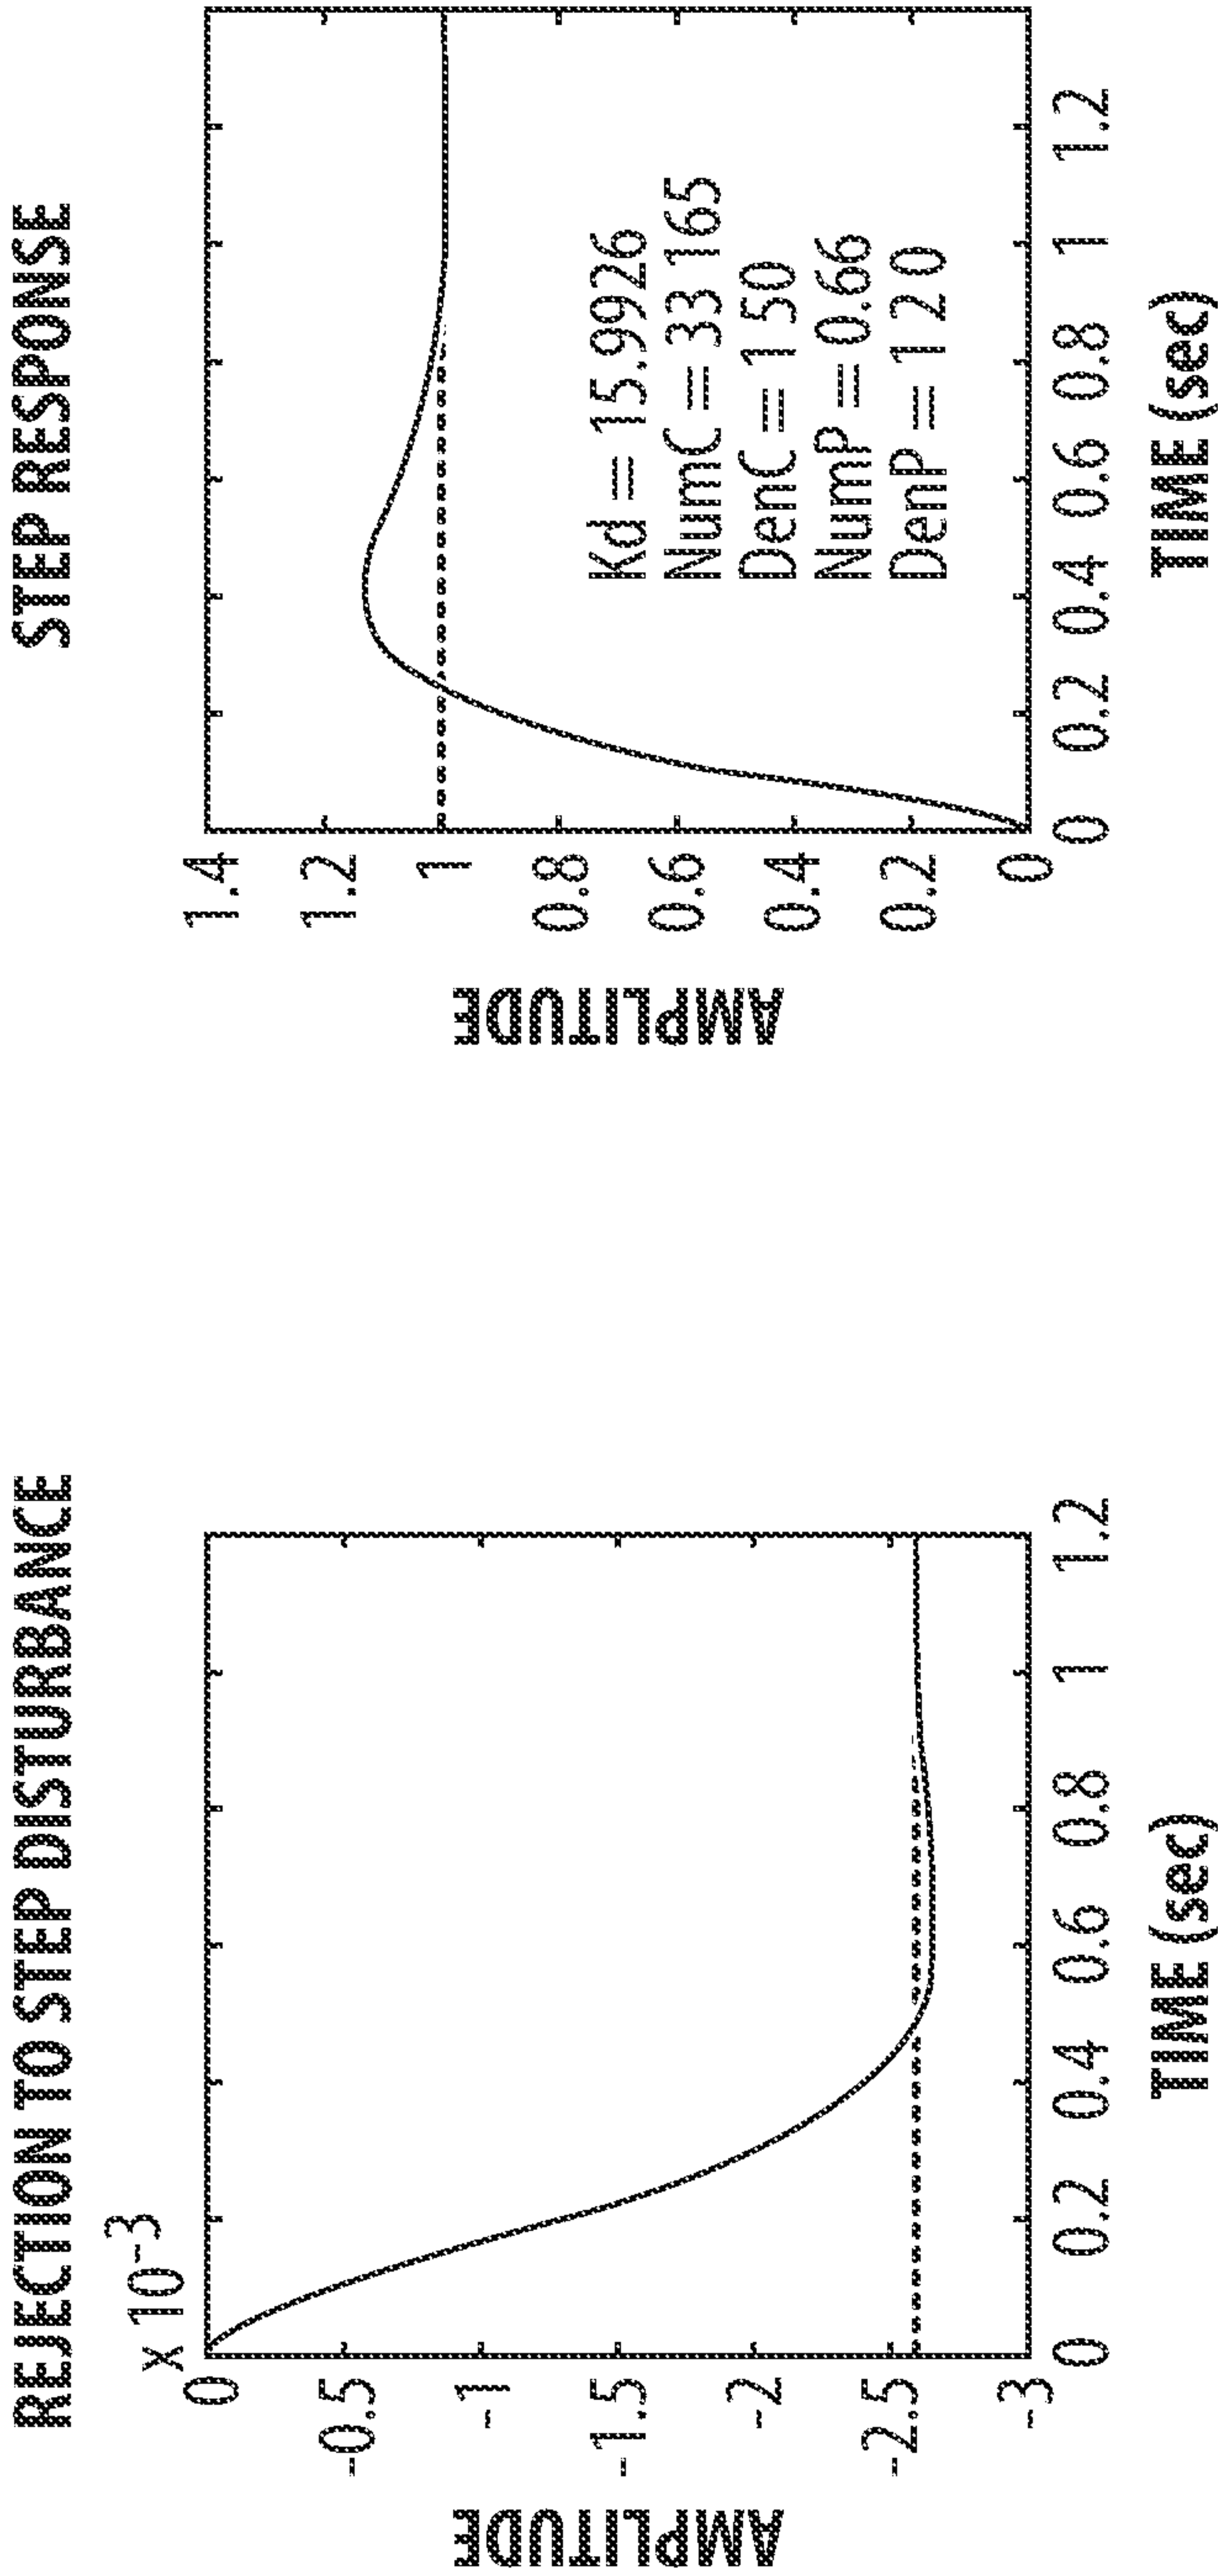 REJECTION TO STEP DISTURBANCE
x 10-3
0
-0.5
-1
-1.5
-2
-2.5
-3
AMPLITUDE
0 0.2 0.4 0.6 0.8 1 1.2
TIME (sec)
STEP RESPONSE
1.4
1.2
1
0.8
0.6
0.4
0.2
0
AMPLITUDE
Kd = 15.9926
NumC = 33 165
DenC = 1 50
NumP = 0.66
DenP = 1 2 0
0 0.2 0.4 0.6 0.8 1 1.2
TIME (sec)